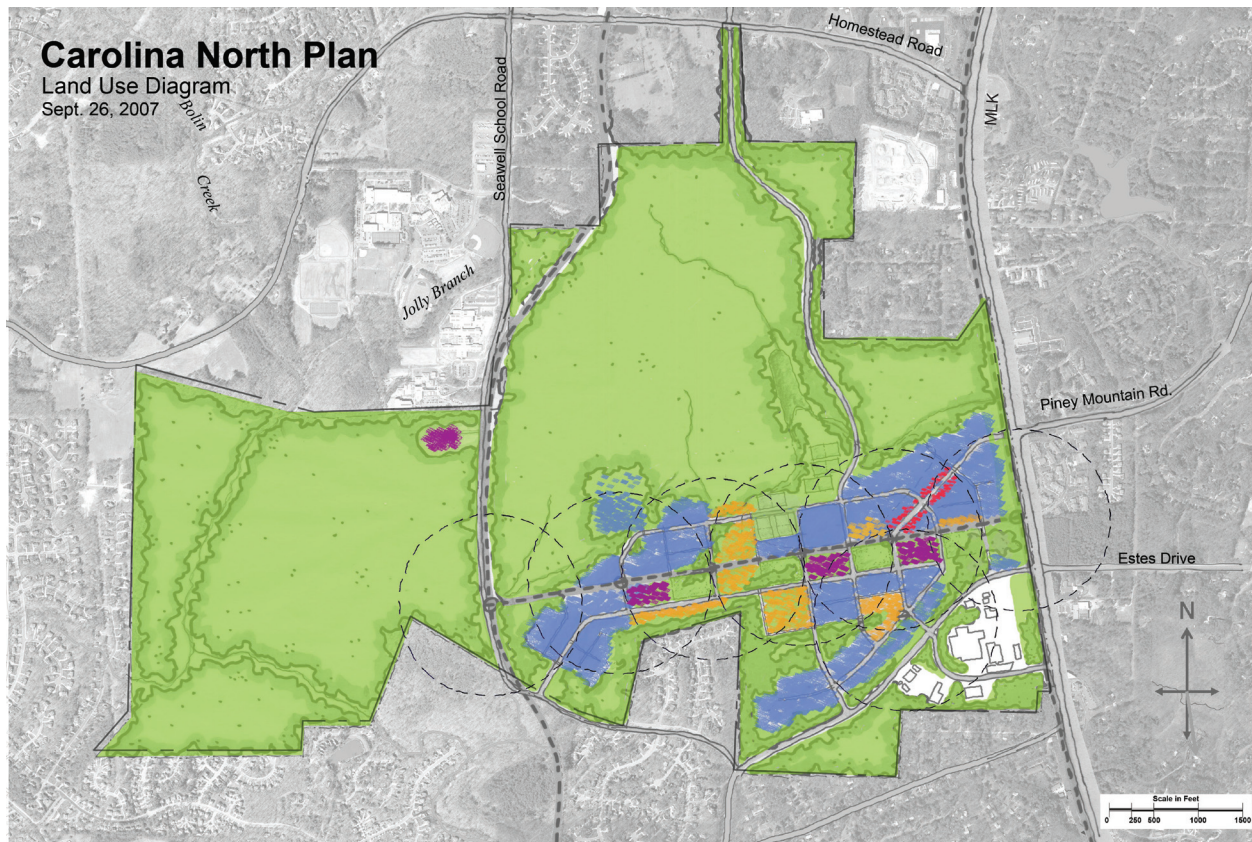 Carolina North Plan
Land Use Diagram
Sept. 26, 2007
Homestead Road
Bolin
Creek
Seawell School Road
MLK
Jolly Branch
Piney Mountain Rd.
Estes Drive
N
Scale in Feet
0 250 500 1000 1500